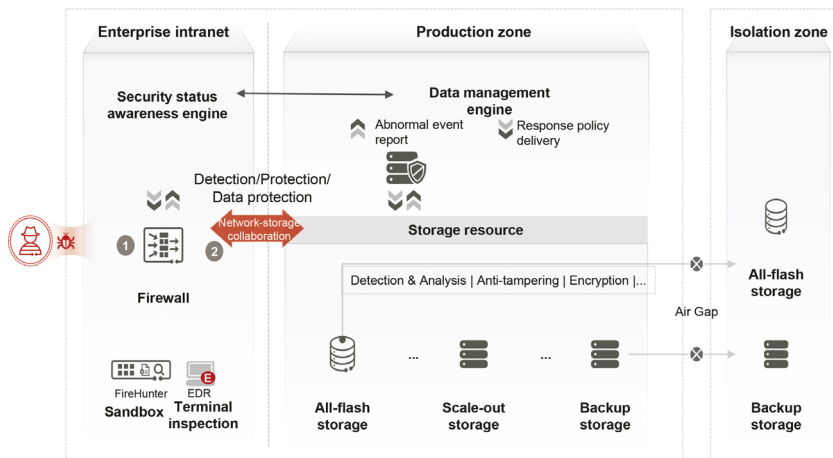 Enterprise intranet
Production zone
Isolation zone
Security status
awareness engine
Data management
engine
Abnormal event
report
Response policy
delivery
Detection/Protection/
Data protection
Network-storage
collaboration
Storage resource
1
2
Firewall
Detection & Analysis | Anti-tampering | Encryption |...
All-flash
storage
Air Gap
...
...
FireHunter
Sandbox
E
EDR
Terminal
inspection
All-flash
storage
Scale-out
storage
Backup
storage
Backup
storage